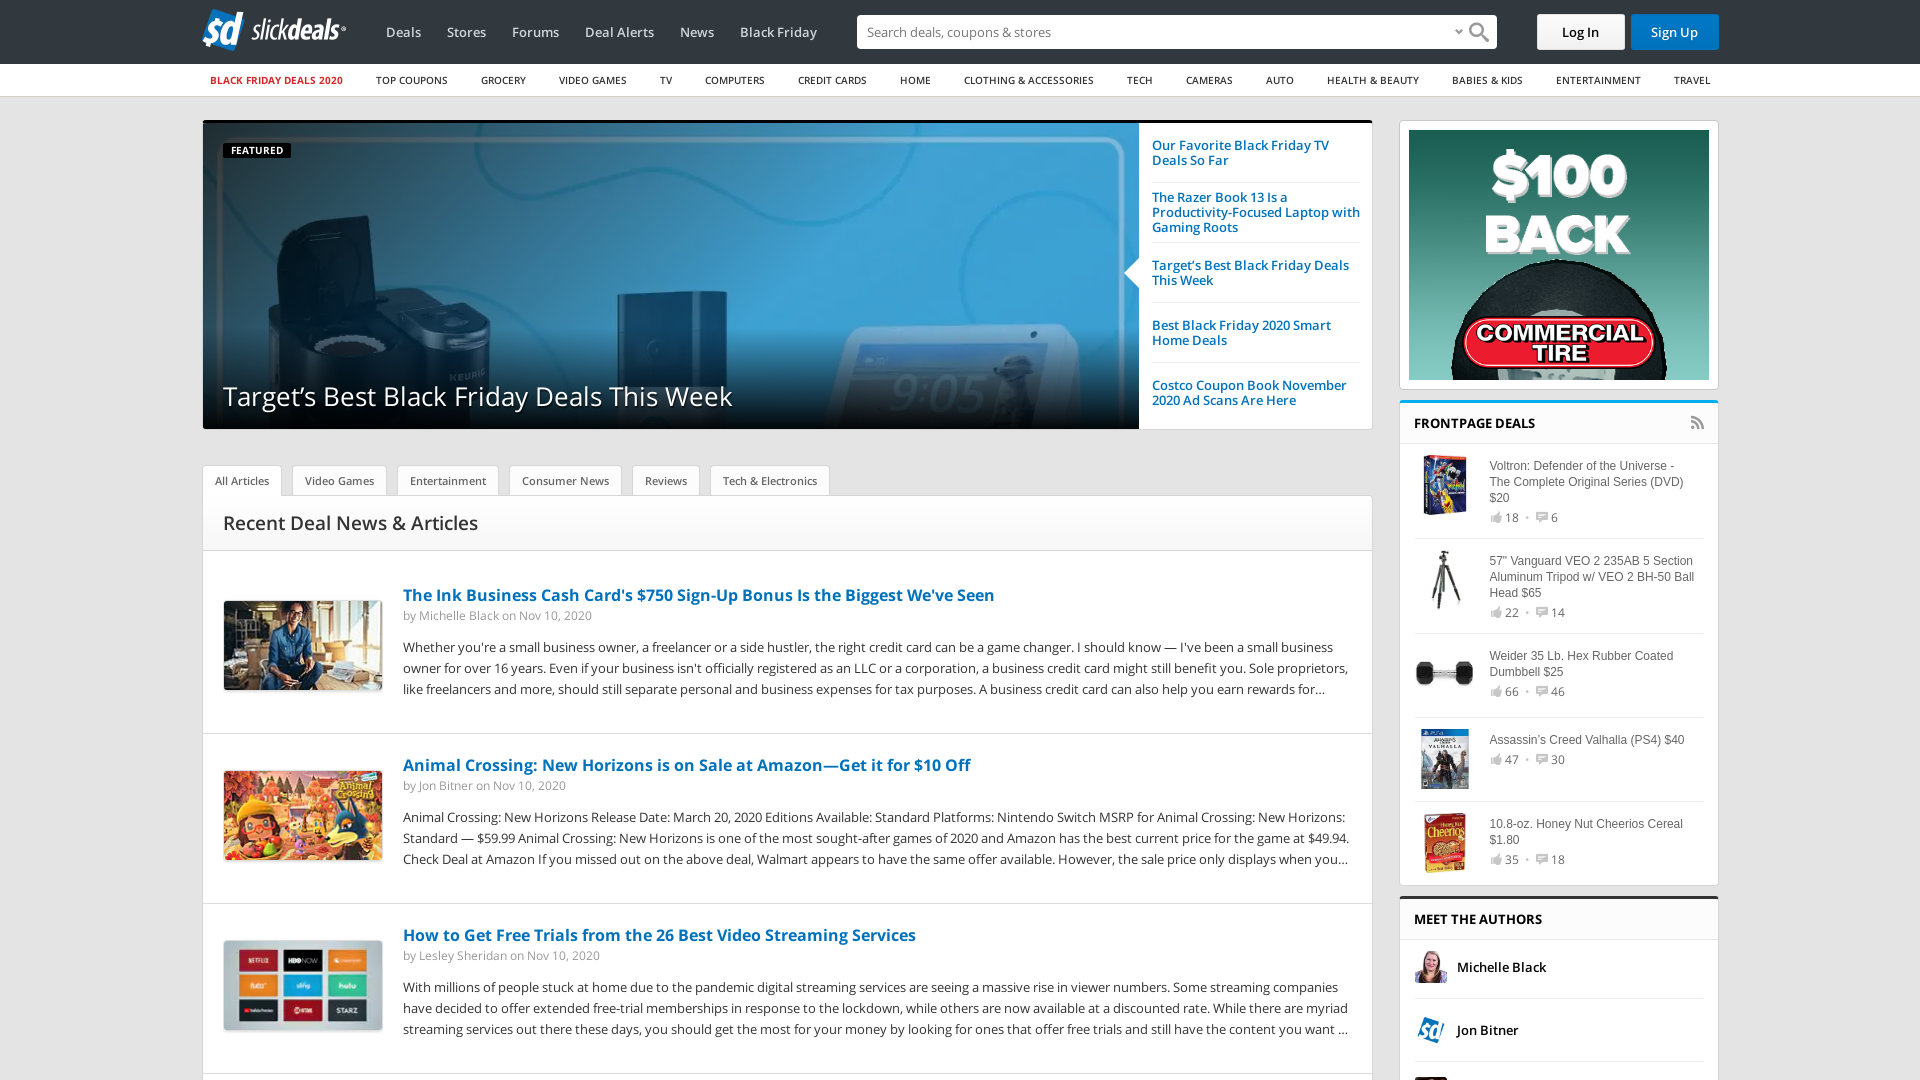 sd slickdeals
Deals
Stores
Forums
Deal Alerts
News
Black Friday
Search deals, coupons & shopping
Log In
Sign Up
BLACK FRIDAY DEALS 2020
TOP COUPONS
GROCERY
VIDEO GAMES
TV
COMPUTERS
CREDIT CARDS
HOME
CLOTHING & ACCESSORIES
TECH
CAMERAS
AUTO
HEALTH & BEAUTY
BABIES & KIDS
ENTERTAINMENT
TRAVEL
FEATURED
KEURIG
9:05
Target’s Best Black Friday Deals This Week
Our Favorite Black Friday TV
Deals So Far
The Razer Book 13 Is a
Productivity-Focused Laptop with
Gaming Roots
Target’s Best Black Friday Deals
This Week
Best Black Friday 2020 Smart
Home Deals
Costco Coupon Book November
2020 Ad Scans Are Here
All Articles
Video Games
Entertainment
Consumer News
Reviews
Tech & Electronics
Recent Deal News & Articles
The Ink Business Cash Card's $750 Sign-Up Bonus Is the Biggest We've Seen
by Michelle Black on Nov 10, 2020
Whether you're a small business owner, a freelancer or a side hustler, the right credit card can be a game changer. I should know — I've been a small business
owner for over 16 years. Even if your business isn't officially registered as an LLC or a corporation, a business credit card might still benefit you. Sole proprietors,
like freelancers and more, should still separate personal and business expenses for tax purposes. A business credit card can also help you earn rewards for…
Animal Crossing
Animal Crossing: New Horizons is on Sale at Amazon—Get it for $10 Off
by Jon Bitner on Nov 10, 2020
Animal Crossing: New Horizons Release Date: March 20, 2020 Editions Available: Standard Platforms: Nintendo Switch MSRP for Animal Crossing: New Horizons:
Standard — $59.99 Animal Crossing: New Horizons is one of the most sought-after games of 2020 and Amazon has the best current price for the game at $49.94.
Check Deal at Amazon If you missed out on the above deal, Walmart appears to have the same offer available. However, the sale price only displays when you…
NETFLIX
HBO NOW
sling
hulu
SHOWTIME
STARZ
How to Get Free Trials from the 26 Best Video Streaming Services
by Lesley Sheridan on Nov 10, 2020
With millions of people stuck at home due to the pandemic digital streaming services are seeing a massive rise in viewer numbers. Some streaming companies
have decided to offer extended free-trial memberships in response to the lockdown, while others are now available at a discounted rate. While there are myriad
streaming services out there these days, you should get the most for your money by looking for ones that offer free trials and still have the content you want …
$100
BACK
COMMERCIAL
TIRE
FRONTPAGE DEALS
Voltron: Defender of the Universe -
The Complete Original Series (DVD)
$20
18 • 6
57" Vanguard VEO 2 235AB 5 Section
Aluminum Tripod w/ VEO 2 BH-50 Ball
Head $65
22 • 14
Weider 35 Lb. Hex Rubber Coated
Dumbbell $25
66 • 46
VALHALLA
Assassin’s Creed Valhalla (PS4) $40
47 • 30
Cheerios
10.8-oz. Honey Nut Cheerios Cereal
$1.80
35 • 18
MEET THE AUTHORS
Michelle Black
sd
Jon Bitner